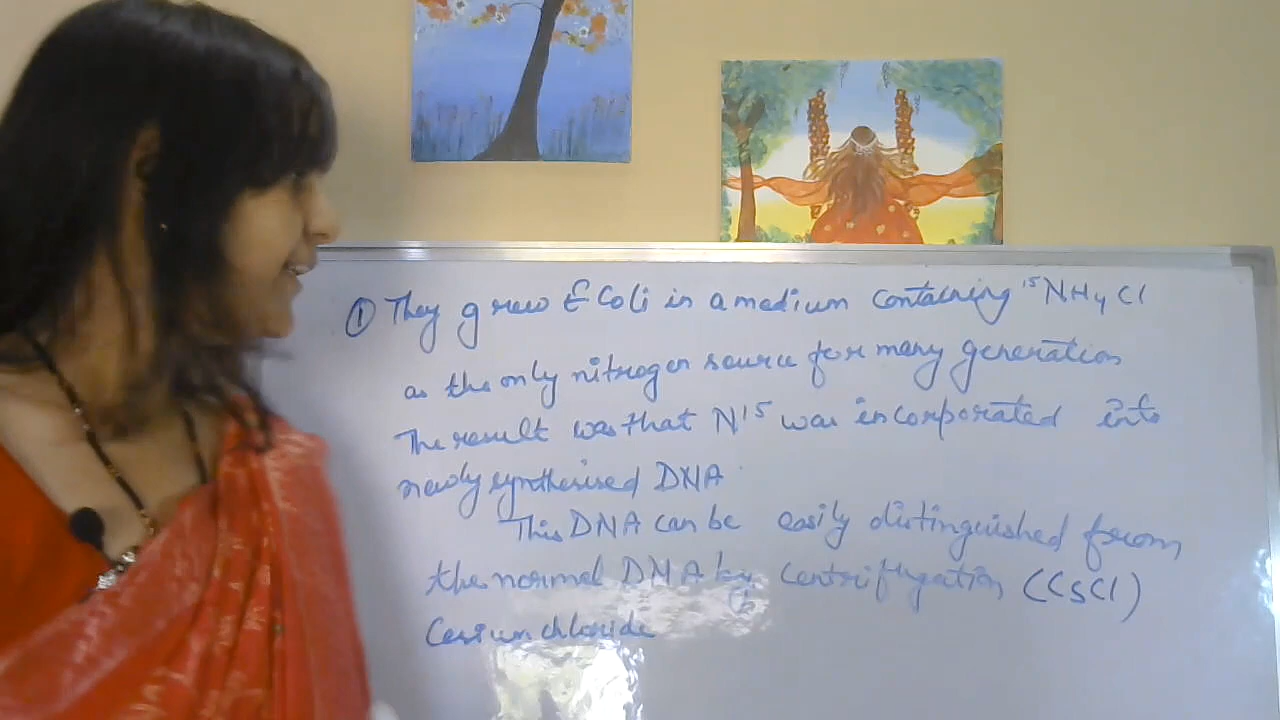 ① They grew E Coli in a medium containing ¹⁵NH₄Cl
as the only nitrogen source for many generation
The result was that N¹⁵ was incorporated into
newly synthesised DNA
This DNA can be easily distinguished from
the normal DNA by Centrifugation (CsCl)
Cesium chloride